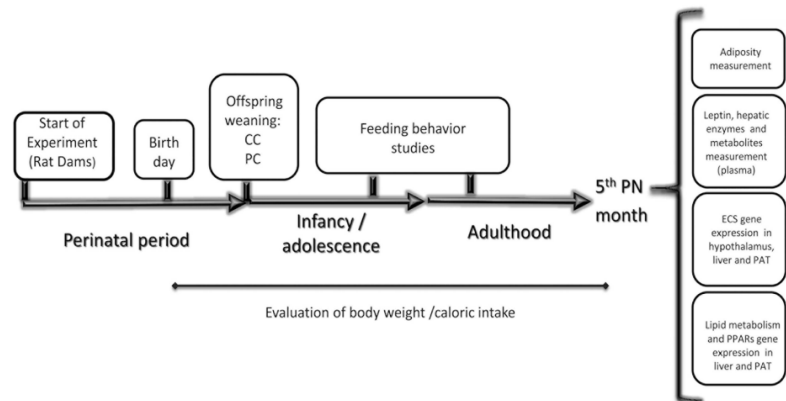 Start of
Experiment
(Rat Dams)
Birth
day
Offspring
weaning:
CC
PC
Feeding behavior
studies
Perinatal period
Infancy /
adolescence
Adulthood
5th PN
month
Evaluation of body weight /caloric intake
Adiposity
measurement
Leptin, hepatic
enzymes and
metabolites
measurement
(plasma)
ECS gene
expression in
hypothalamus,
liver and PAT
Lipid metabolism
and PPARs gene
expression in
liver and PAT